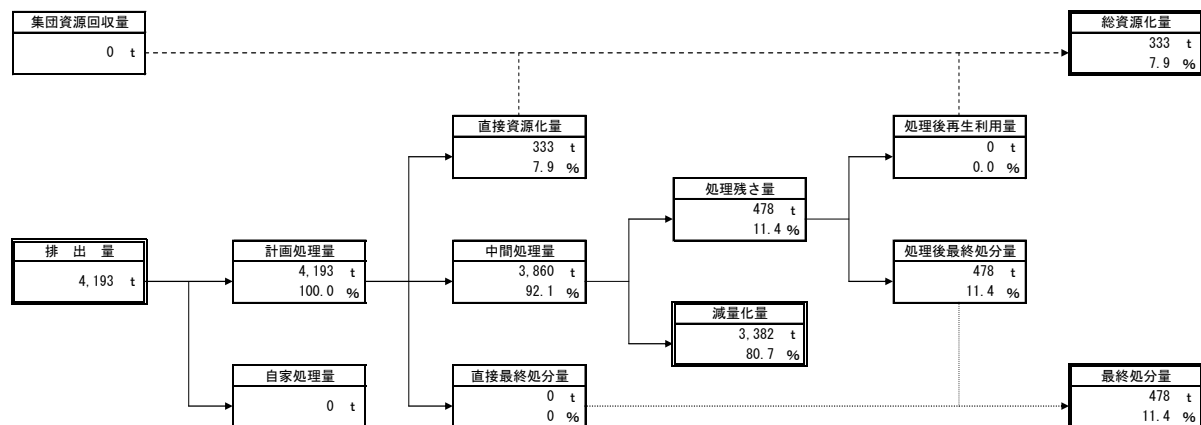 集団資源回収量
0 t
総資源化量
333 t
7.9 %
直接資源化量
333 t
7.9 %
処理後再生利用量
0 t
0.0 %
処理残さ量
478 t
11.4 %
排 出 量
4,193 t
計画処理量
4,193 t
100.0 %
中間処理量
3,860 t
92.1 %
処理後最終処分量
478 t
11.4 %
減量化量
3,382 t
80.7 %
自家処理量
0 t
直接最終処分量
0 t
0 %
最終処分量
478 t
11.4 %